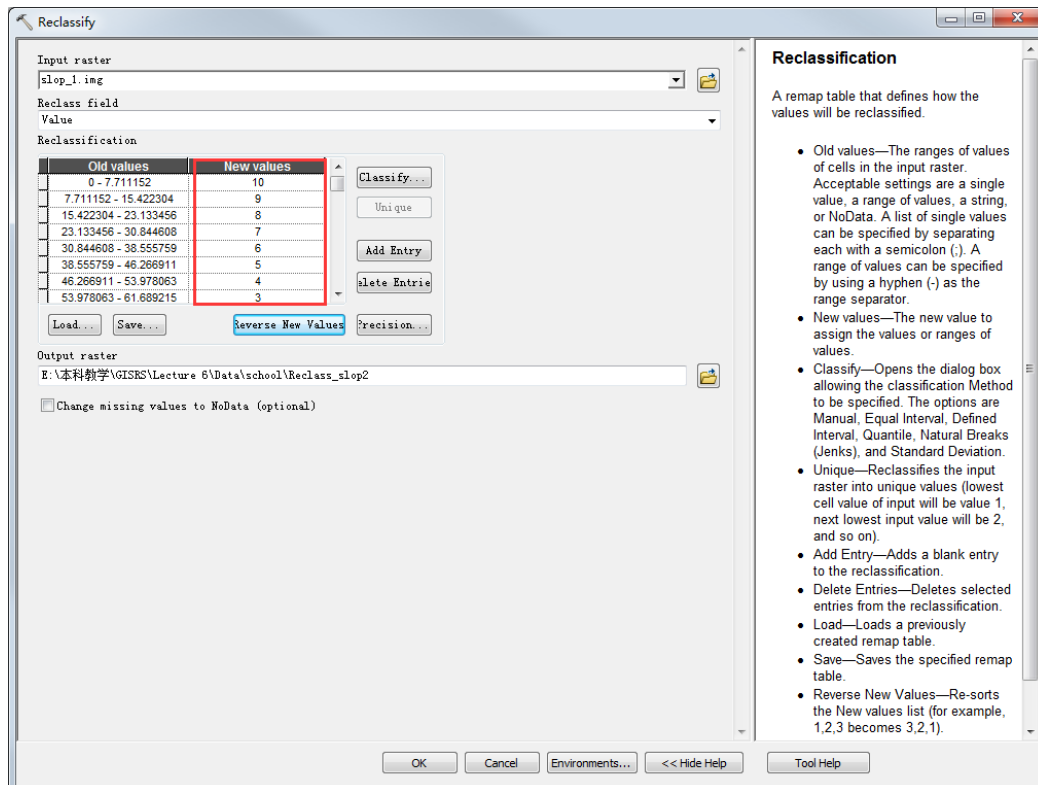 Reclassify
Input raster
slop_1.img
Reclass field
Value
Reclassification
Old values New values
0 - 7.711152 10
7.711152 - 15.422304 9
15.422304 - 23.133456 8
23.133456 - 30.844608 7
30.844608 - 38.555759 6
38.555759 - 46.266911 5
46.266911 - 53.978063 4
53.978063 - 61.689215 3
Classify...
Unique
Add Entry
elete Entrie
Load... Save... Reverse New Values Precision...
Output raster
E:\本科教学\GISRS\Lecture 6\Data\school\Reclass_slop2
Change missing values to NoData (optional)
OK Cancel Environments... << Hide Help Tool Help
Reclassification
A remap table that defines how the
values will be reclassified.
• Old values—The ranges of values
of cells in the input raster.
Acceptable settings are a single
value, a range of values, a string,
or NoData. A list of single values
can be specified by separating
each with a semicolon (;). A
range of values can be specified
by using a hyphen (-) as the
range separator.
• New values—The new value to
assign the values or ranges of
values.
• Classify—Opens the dialog box
allowing the classification Method
to be specified. The options are
Manual, Equal Interval, Defined
Interval, Quantile, Natural Breaks
(Jenks), and Standard Deviation.
• Unique—Reclassifies the input
raster into unique values (lowest
cell value of input will be value 1,
next lowest input value will be 2,
and so on).
• Add Entry—Adds a blank entry
to the reclassification.
• Delete Entries—Deletes selected
entries from the reclassification.
• Load—Loads a previously
created remap table.
• Save—Saves the specified remap
table.
• Reverse New Values—Re-sorts
the New values list (for example,
1,2,3 becomes 3,2,1).